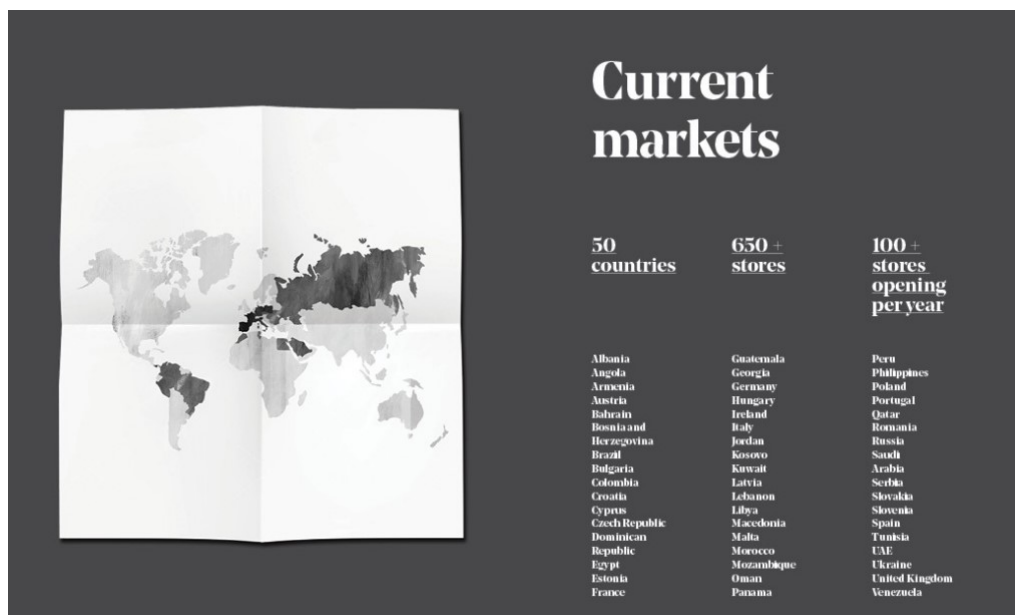 Current
markets
50
countries
650 +
stores
100 +
stores
opening
per year
Albania
Angola
Armenia
Austria
Bahrain
Bosnia and
Herzegovina
Brazil
Bulgaria
Colombia
Croatia
Cyprus
Czech Republic
Dominican
Republic
Egypt
Estonia
France
Guatemala
Georgia
Germany
Hungary
Ireland
Italy
Jordan
Kosovo
Kuwait
Latvia
Lebanon
Libya
Macedonia
Malta
Morocco
Mozambique
Oman
Panama
Peru
Philippines
Poland
Portugal
Qatar
Romania
Russia
Saudi
Arabia
Serbia
Slovakia
Slovenia
Spain
Tunisia
UAE
Ukraine
United Kingdom
Venezuela